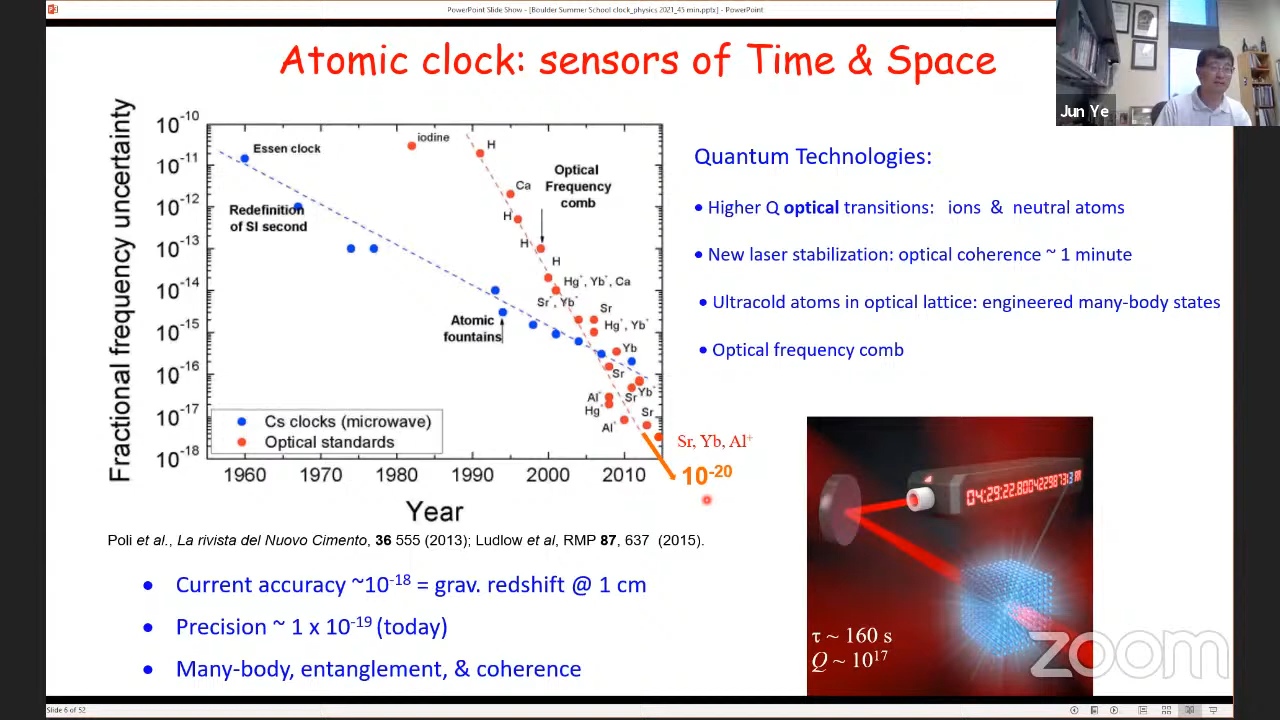 PowerPoint Slide Show - [Boulder Summer School clock_physics 2021_45 min.pptx] - PowerPoint
Atomic clock: sensors of Time & Space
Jun Ye
Fractional frequency uncertainty
10⁻¹⁰
10⁻¹¹
10⁻¹²
10⁻¹³
10⁻¹⁴
10⁻¹⁵
10⁻¹⁶
10⁻¹⁷
10⁻¹⁸
Essen clock
iodine
H
Optical
Frequency
comb
Ca
H
Redefinition
of SI second
H
H
Hg⁺, Yb⁺, Ca
Sr⁺, Yb⁺
Sr
Hg⁺, Yb⁺
Atomic
fountains
Yb
Sr
Al⁺
Sr
Yb⁺
Hg⁺
Sr
Al⁺
Cs clocks (microwave)
Optical standards
1960 1970 1980 1990 2000 2010
Year
Sr, Yb, Al⁺
10⁻²⁰
Poli et al., La rivista del Nuovo Cimento, 36 555 (2013); Ludlow et al, RMP 87, 637 (2015).
• Current accuracy ~10⁻¹⁸ = grav. redshift @ 1 cm
• Precision ~ 1 x 10⁻¹⁹ (today)
• Many-body, entanglement, & coherence
Quantum Technologies:
• Higher Q optical transitions: ions & neutral atoms
• New laser stabilization: optical coherence ~ 1 minute
• Ultracold atoms in optical lattice: engineered many-body states
• Optical frequency comb
τ ~ 160 s
Q ~ 10¹⁷
zoom
Slide 6 of 52